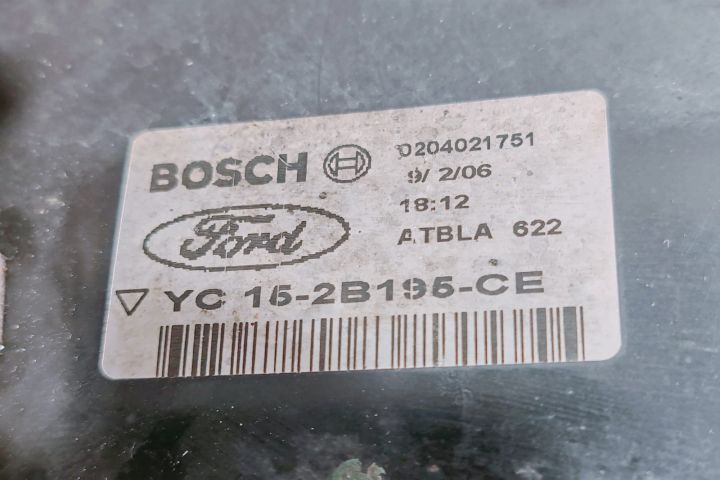 BOSCH
0204021751
9/ 2/06
18:12
ATBLA 622
Ford
YC 15-2B195-CE